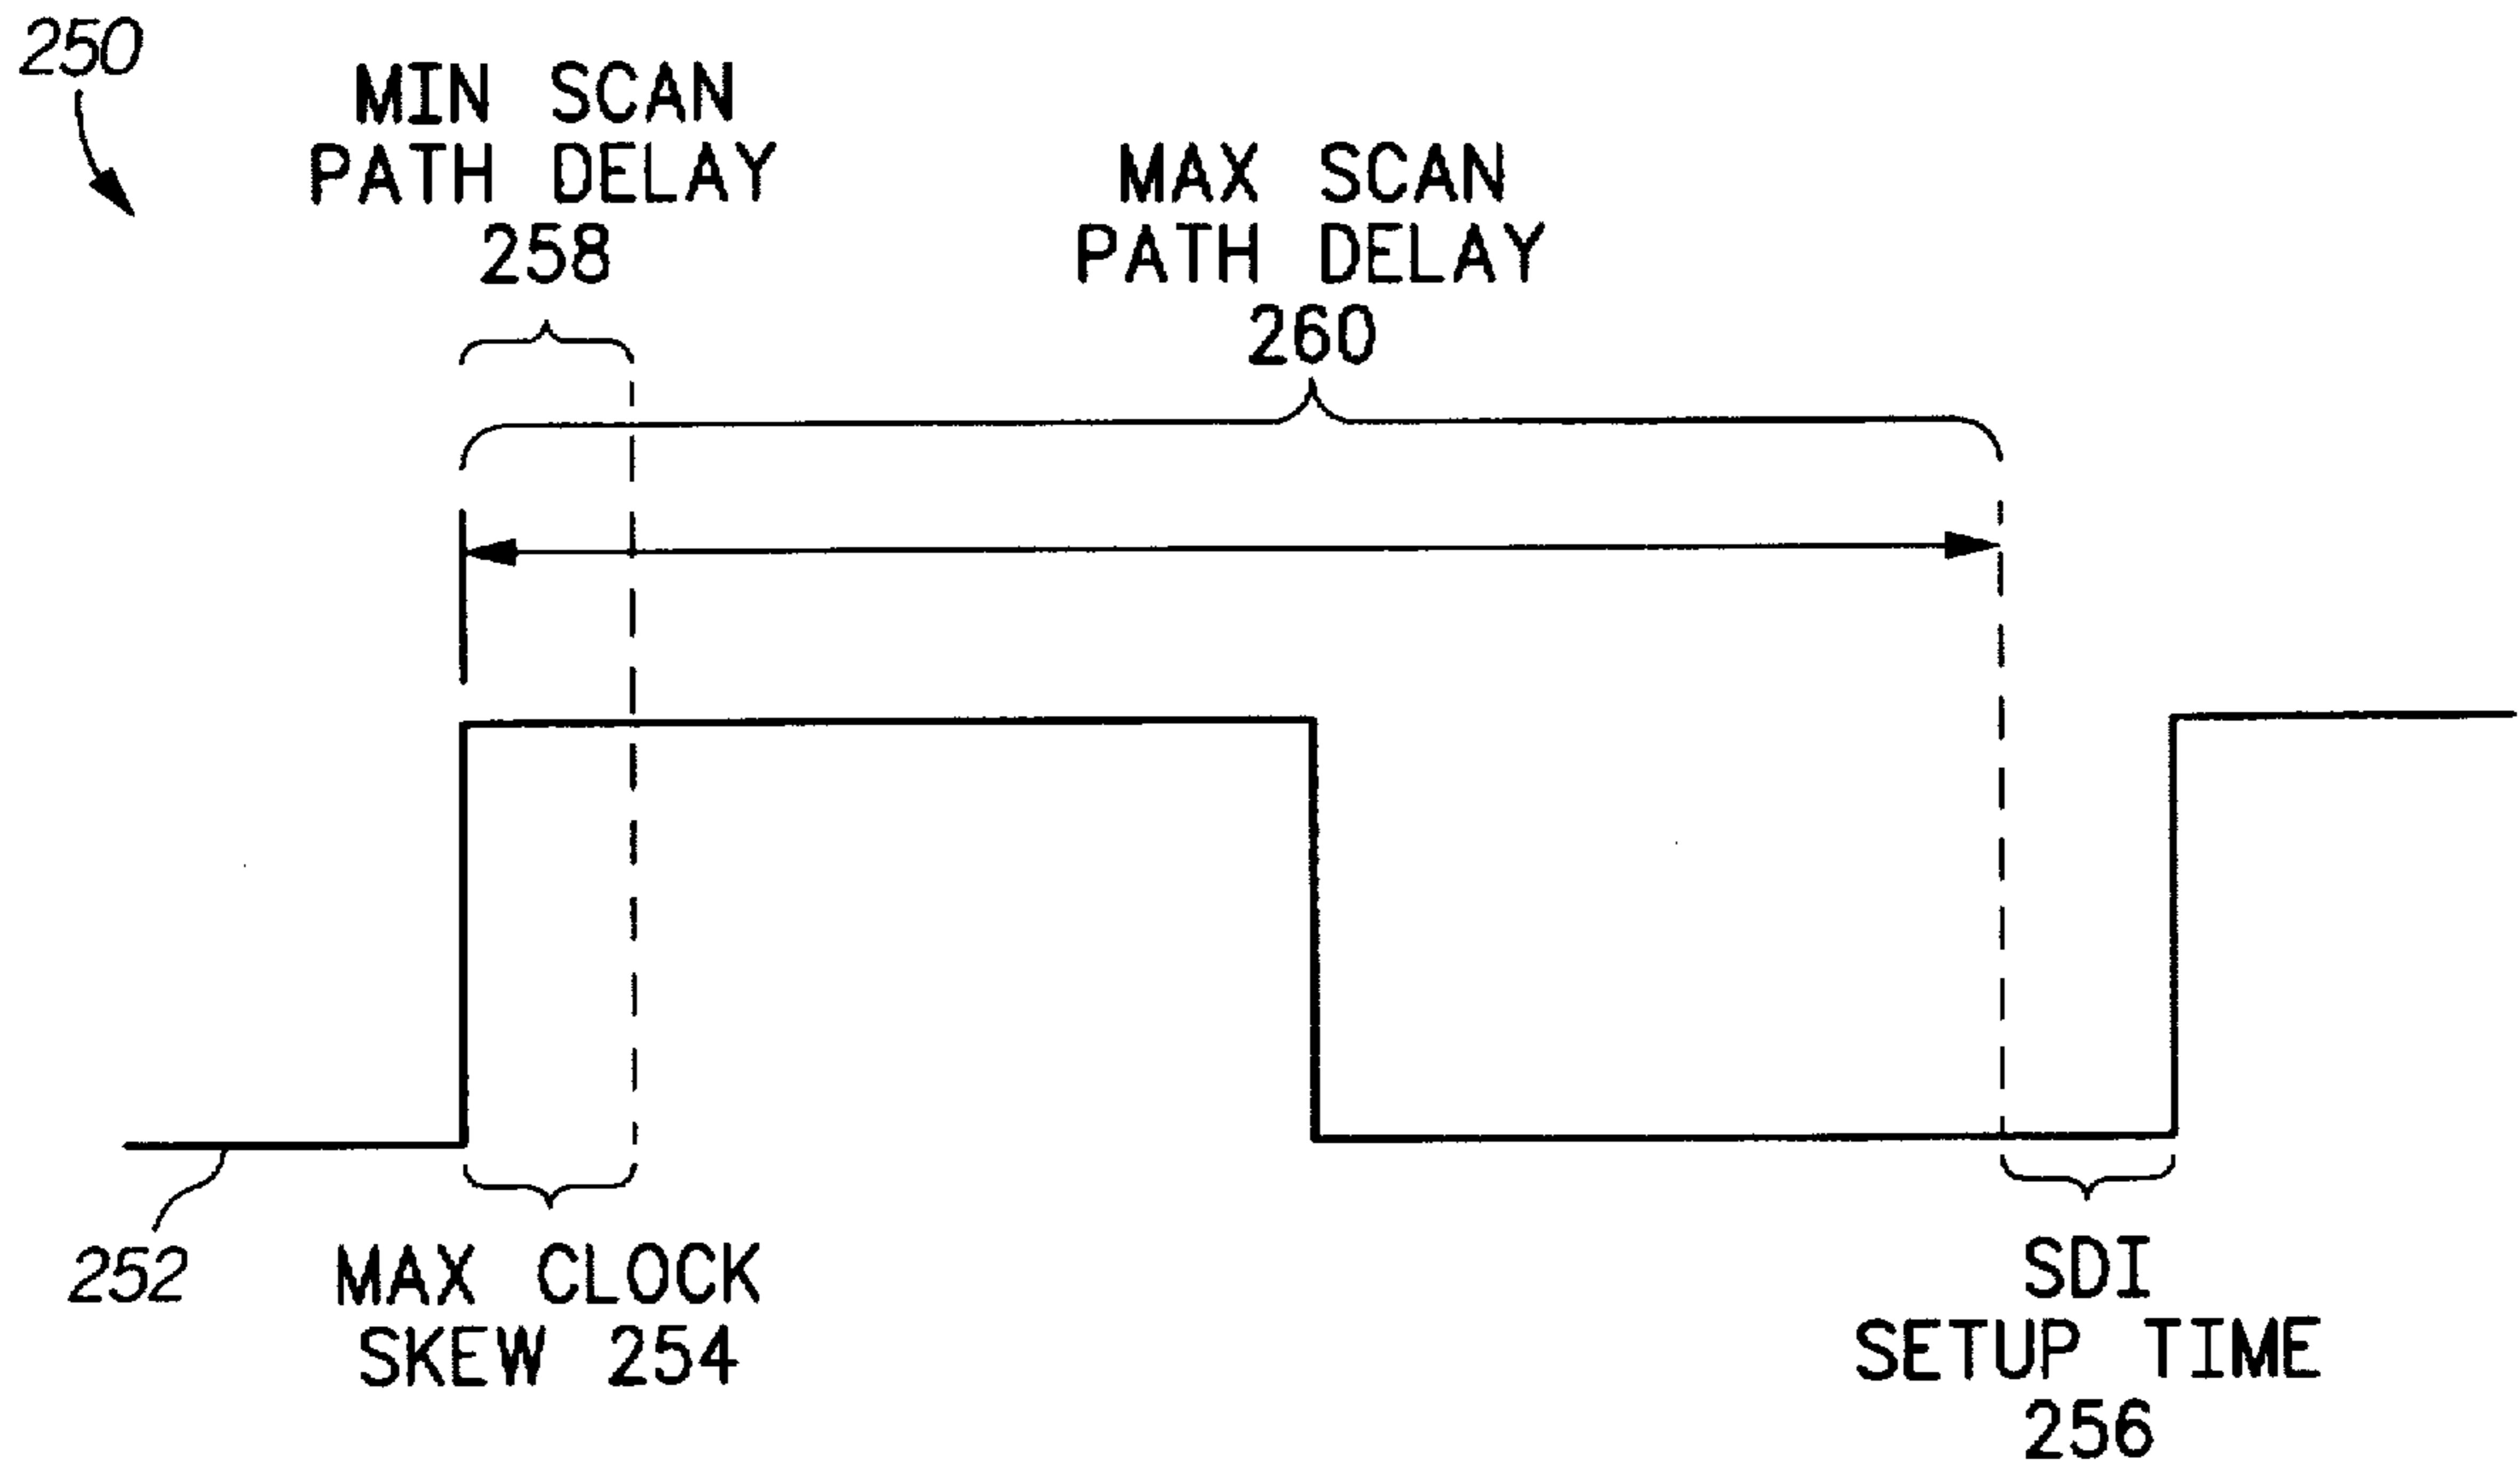 250
MIN SCAN
PATH DELAY
258
MAX SCAN
PATH DELAY
260
252
MAX CLOCK
SKEW 254
SDI
SETUP TIME
256